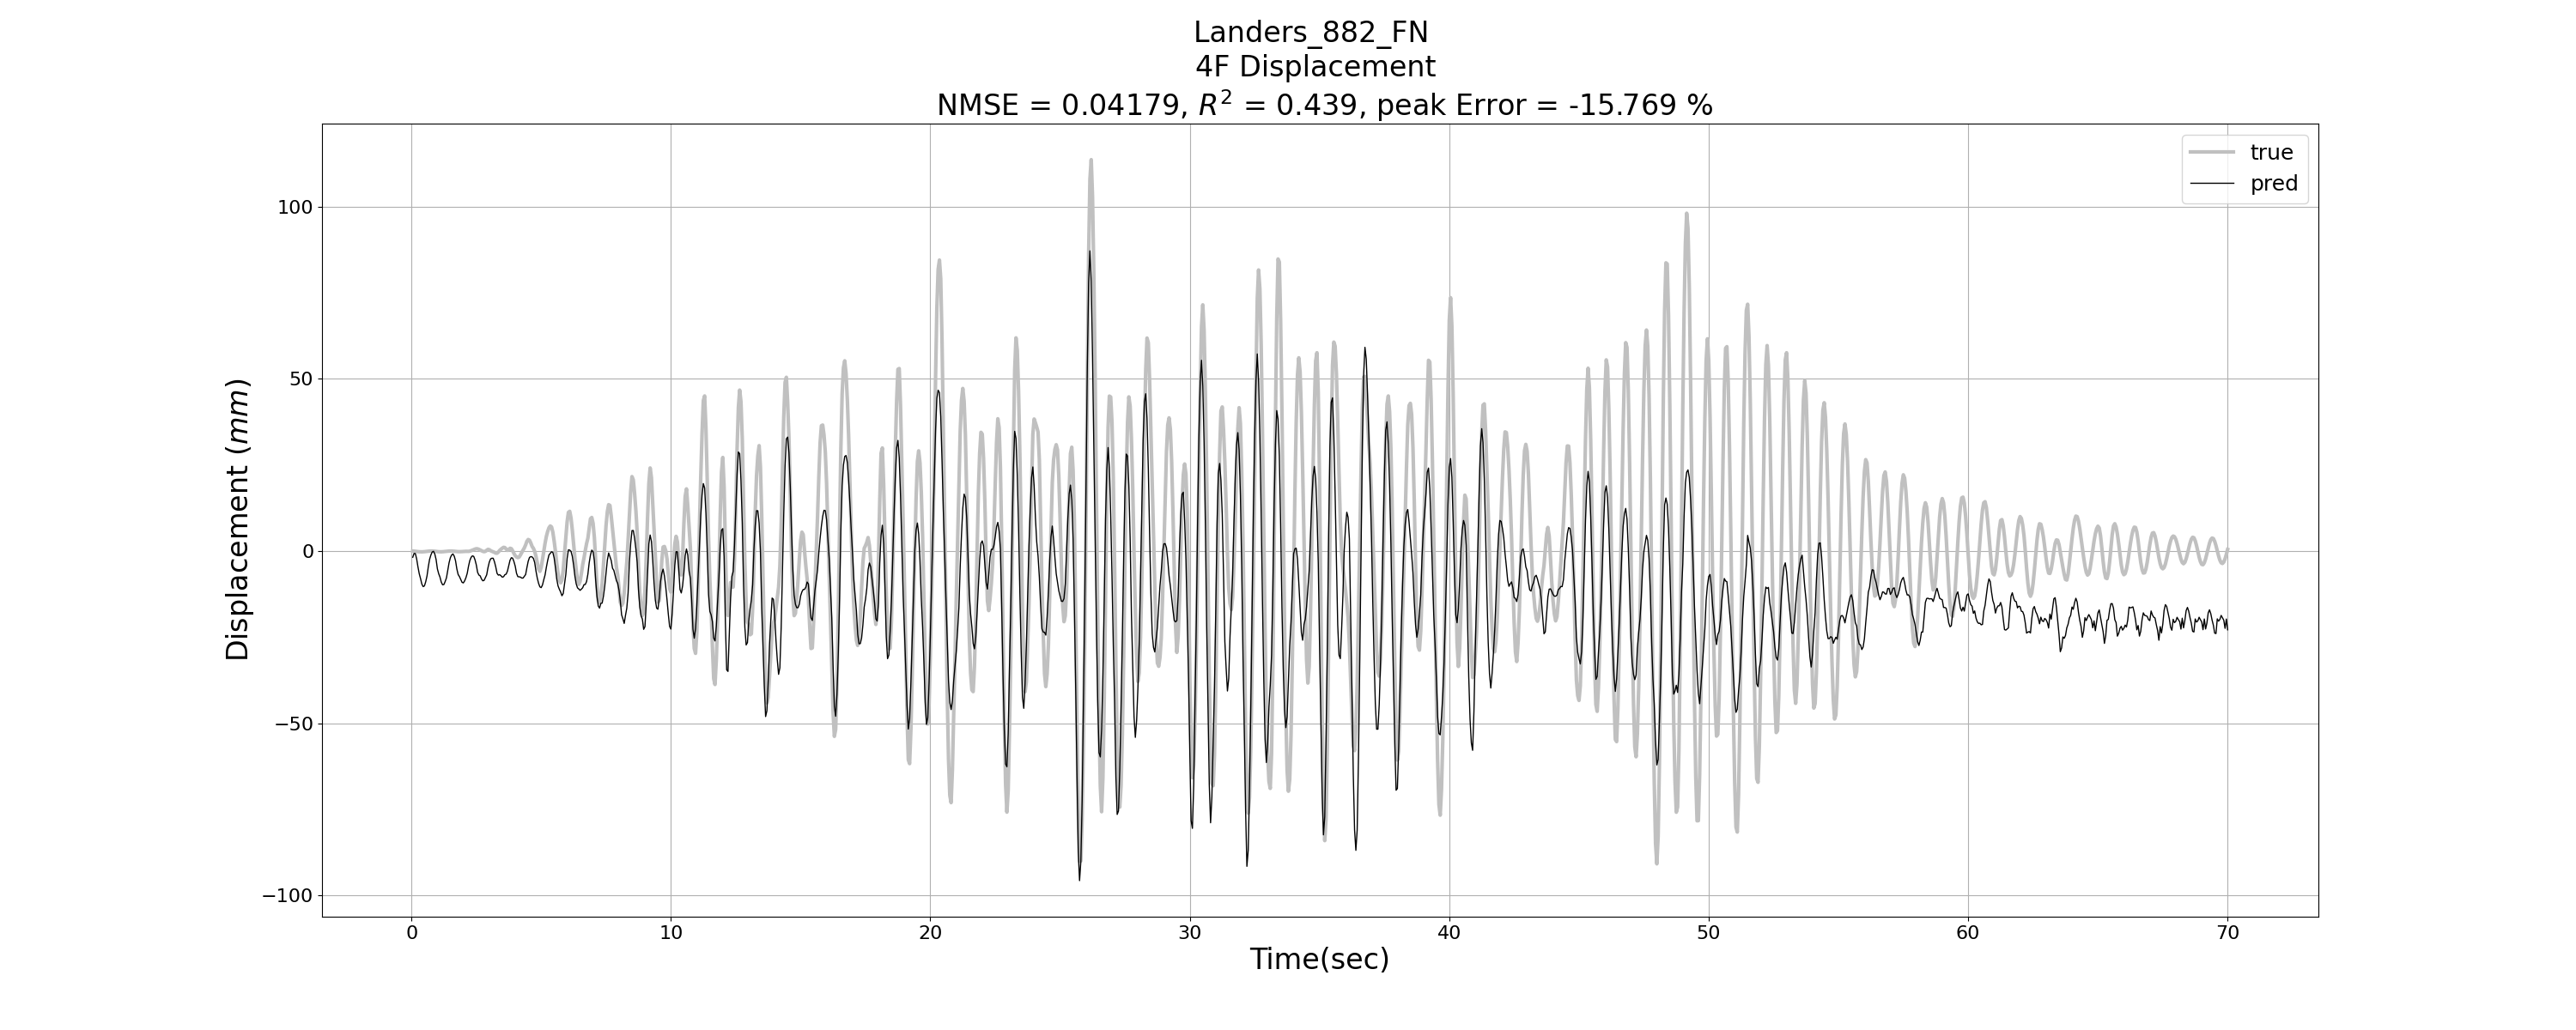 Landers_882_FN
4F Displacement
NMSE = 0.04179, R² = 0.439, peak Error = -15.769 %
true
pred
Displacement (mm)
100
50
0
−50
−100
0 10 20 30 40 50 60 70
Time(sec)